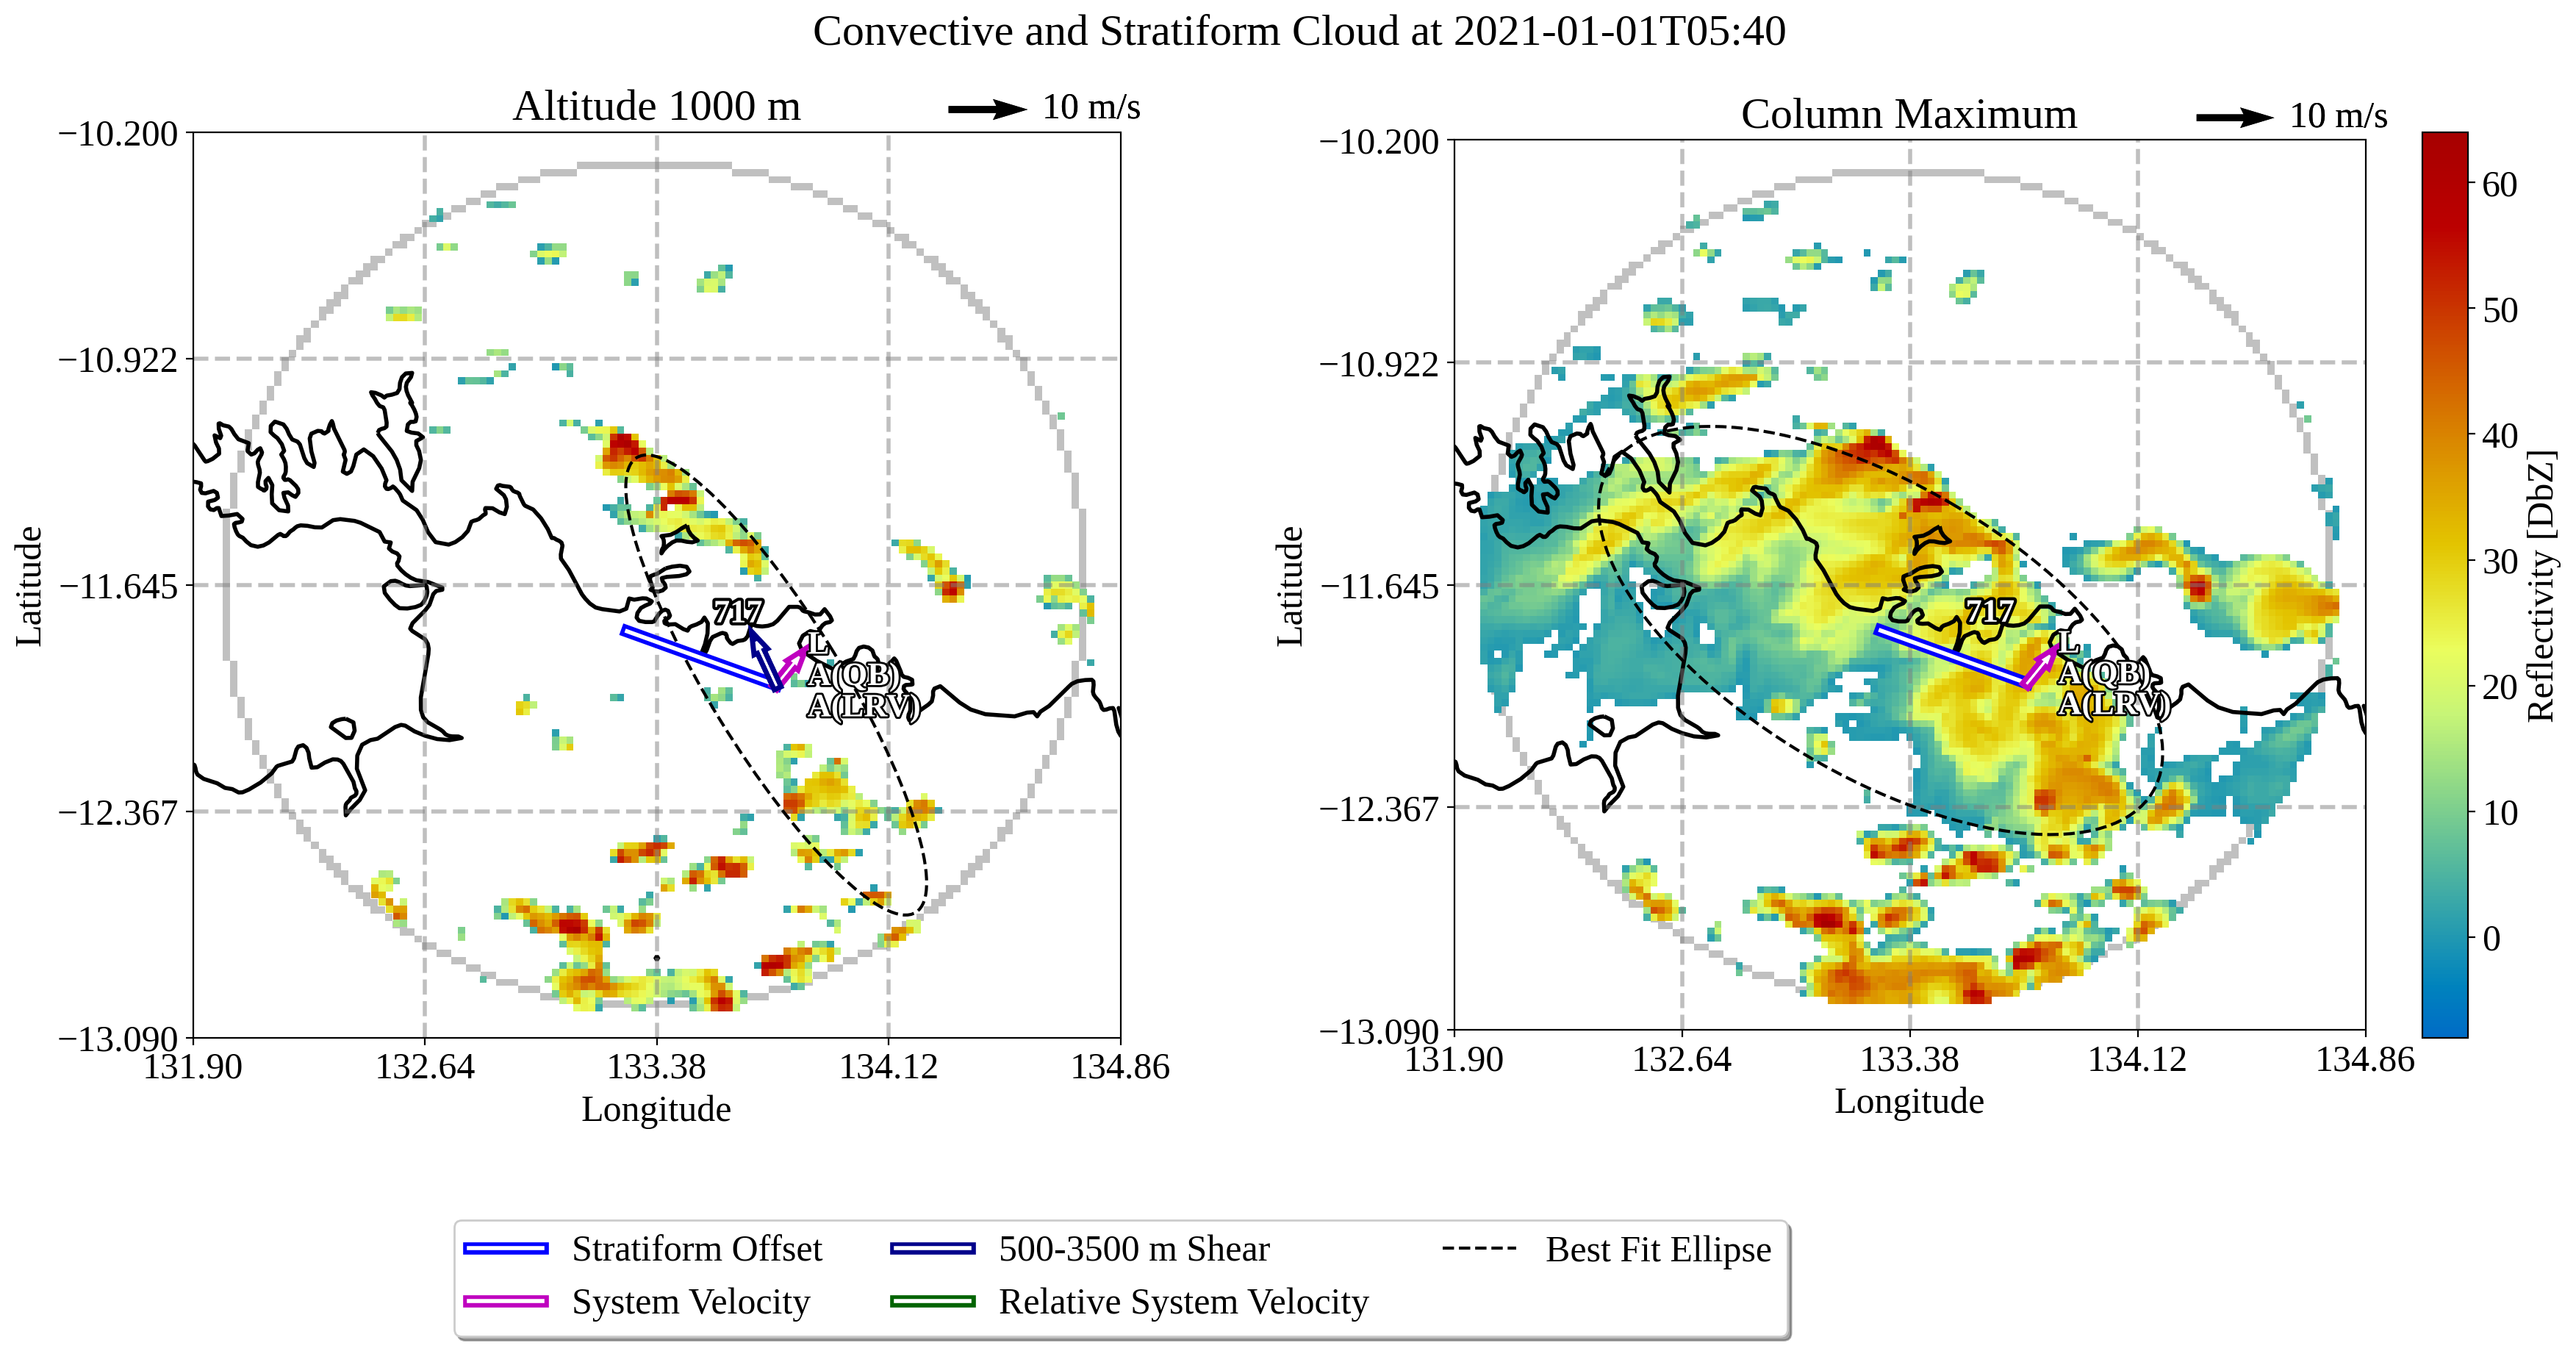 Convective and Stratiform Cloud at 2021-01-01T05:40
Altitude 1000 m
10 m/s
Latitude
−10.200
−10.922
−11.645
−12.367
−13.090
717
L
A(QB)
A(LRV)
131.90
132.64
133.38
134.12
134.86
Longitude
Column Maximum
10 m/s
Latitude
−10.200
−10.922
−11.645
−12.367
−13.090
717
L
A(QB)
A(LRV)
131.90
132.64
133.38
134.12
134.86
Longitude
60
50
40
30
20
10
0
Reflectivity [DbZ]
Stratiform Offset
System Velocity
500-3500 m Shear
Relative System Velocity
Best Fit Ellipse